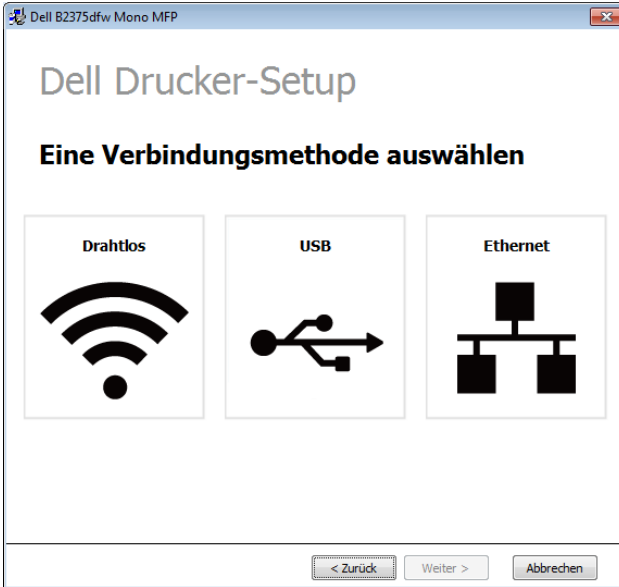 Dell B2375dfw Mono MFP
Dell Drucker-Setup
Eine Verbindungsmethode auswählen
Drahtlos USB Ethernet
< Zurück Weiter > Abbrechen